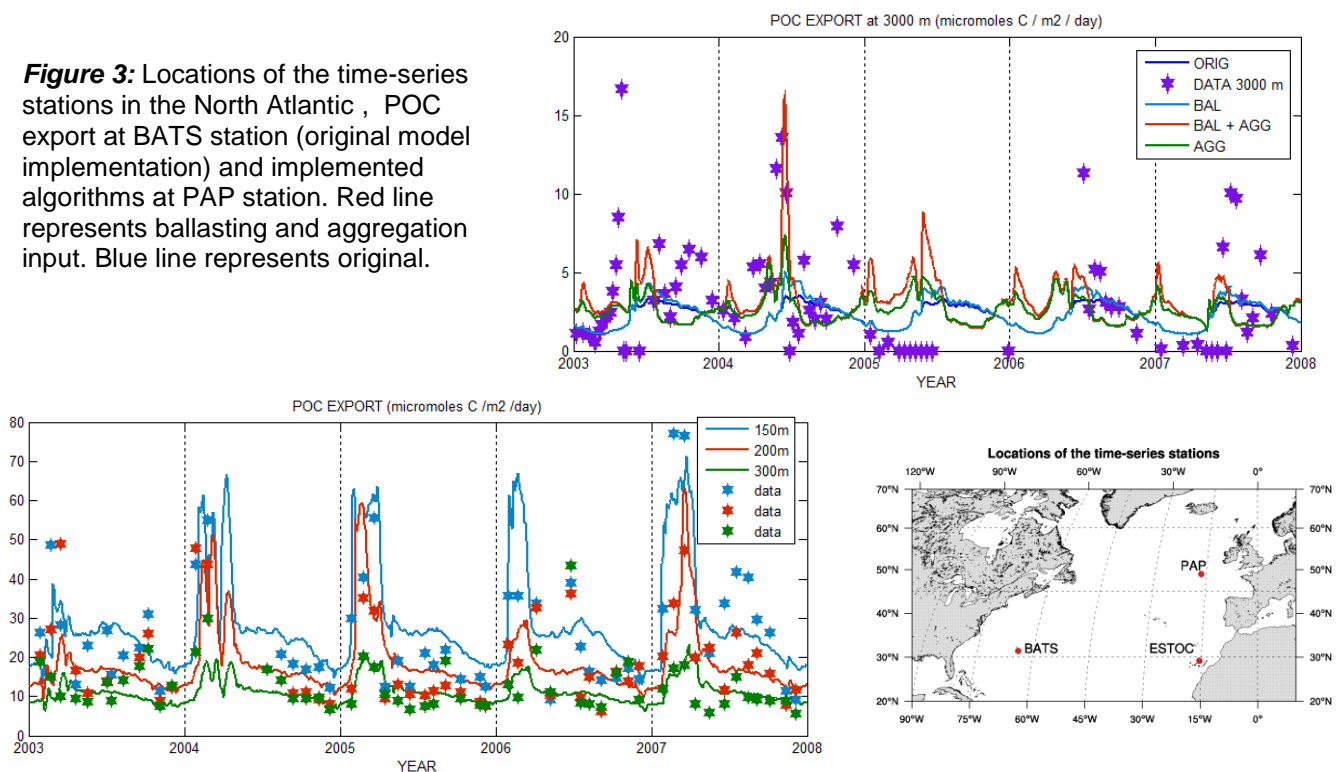 Figure 3: Locations of the time-series
stations in the North Atlantic , POC
export at BATS station (original model
implementation) and implemented
algorithms at PAP station. Red line
represents ballasting and aggregation
input. Blue line represents original.
POC EXPORT at 3000 m (micromoles C / m2 / day)
20
15
10
5
0
ORIG
DATA 3000 m
BAL
BAL + AGG
AGG
2003 2004 2005 2006 2007 2008
YEAR
POC EXPORT (micromoles C /m2 /day)
80
70
60
50
40
30
20
10
0
150m
200m
300m
data
data
data
2003 2004 2005 2006 2007 2008
YEAR
Locations of the time-series stations
120°W 90°W 60°W 30°W 0°
70°N 70°N
60°N 60°N
PAP
50°N 50°N
40°N 40°N
BATS ESTOC
30°N 30°N
20°N 20°N
90°W 75°W 60°W 45°W 30°W 15°W 0°